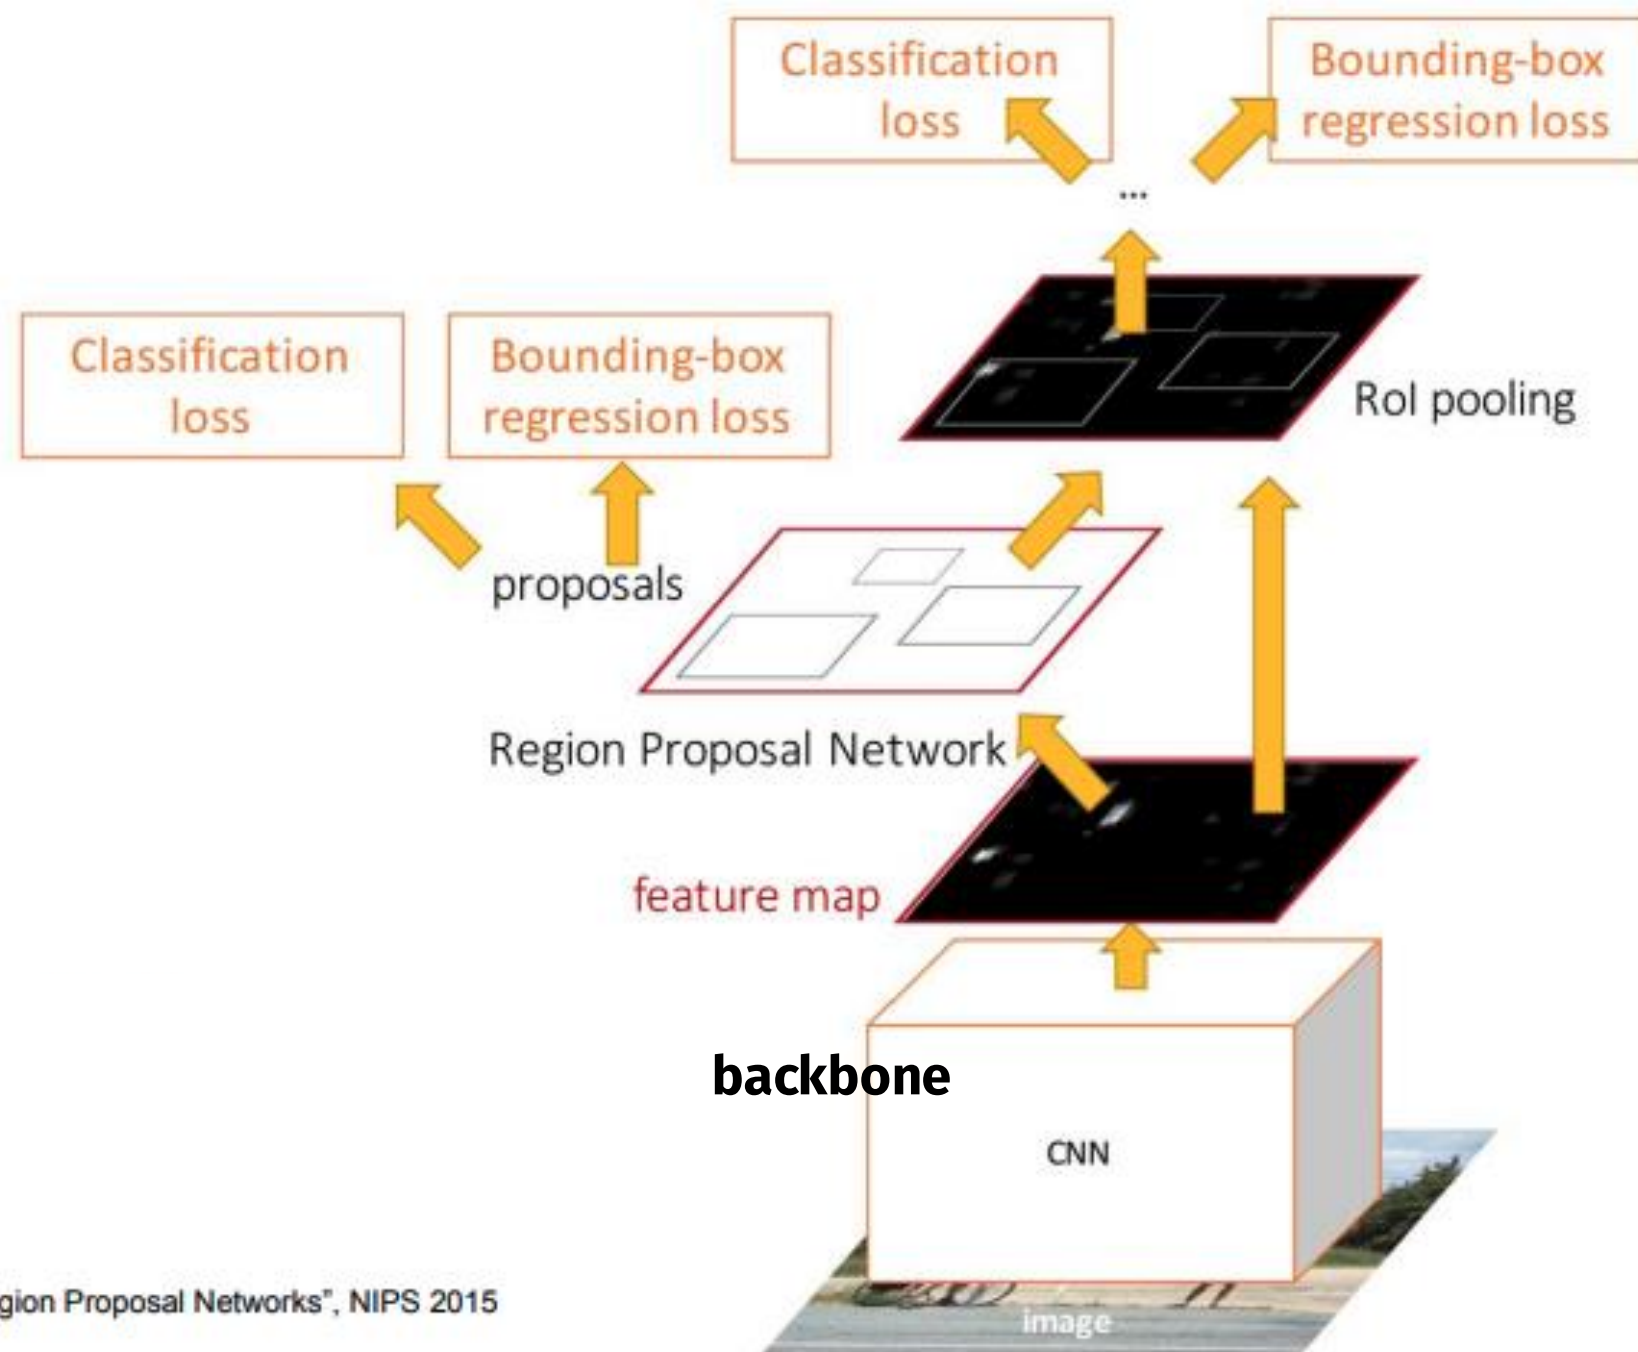 Classification
loss
Bounding-box
regression loss
Classification
loss
Bounding-box
regression loss
RoI pooling
proposals
Region Proposal Network
feature map
backbone
CNN
gion Proposal Networks”, NIPS 2015
image
...